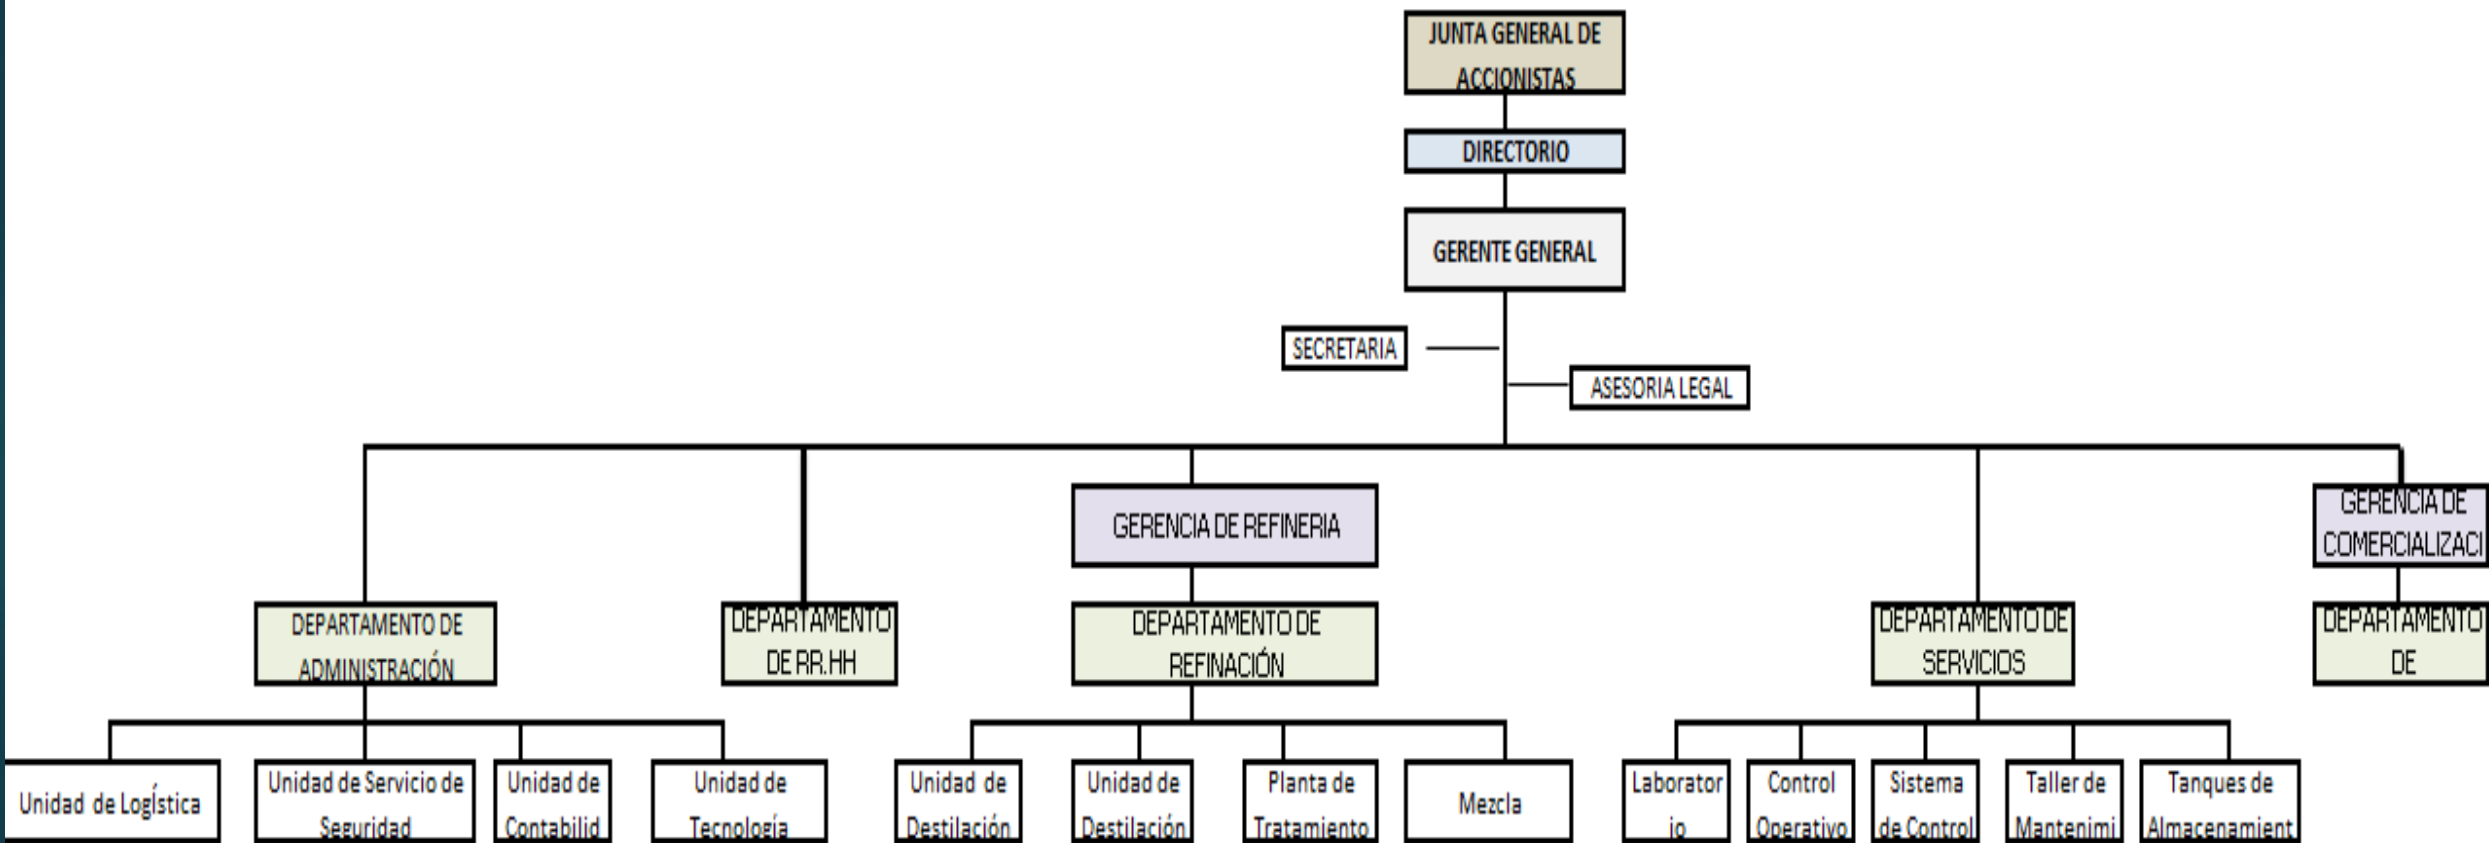 JUNTA GENERAL DE
ACCIONISTAS
DIRECTORIO
GERENTE GENERAL
SECRETARIA
ASESORIA LEGAL
GERENCIA DE REFINERIA
GERENCIA DE
COMERCIALIZACI
DEPARTAMENTO DE
ADMINISTRACIÓN
DEPARTAMENTO
DE RR.HH
DEPARTAMENTO DE
REFINACIÓN
DEPARTAMENTO DE
SERVICIOS
DEPARTAMENTO
DE
Unidad de Logística
Unidad de Servicio de
Seguridad
Unidad de
Contabilid
Unidad de
Tecnología
Unidad de
Destilación
Unidad de
Destilación
Planta de
Tratamiento
Mezcla
Laborator
io
Control
Operativo
Sistema
de Control
Taller de
Mantenimi
Tanques de
Almacenamient